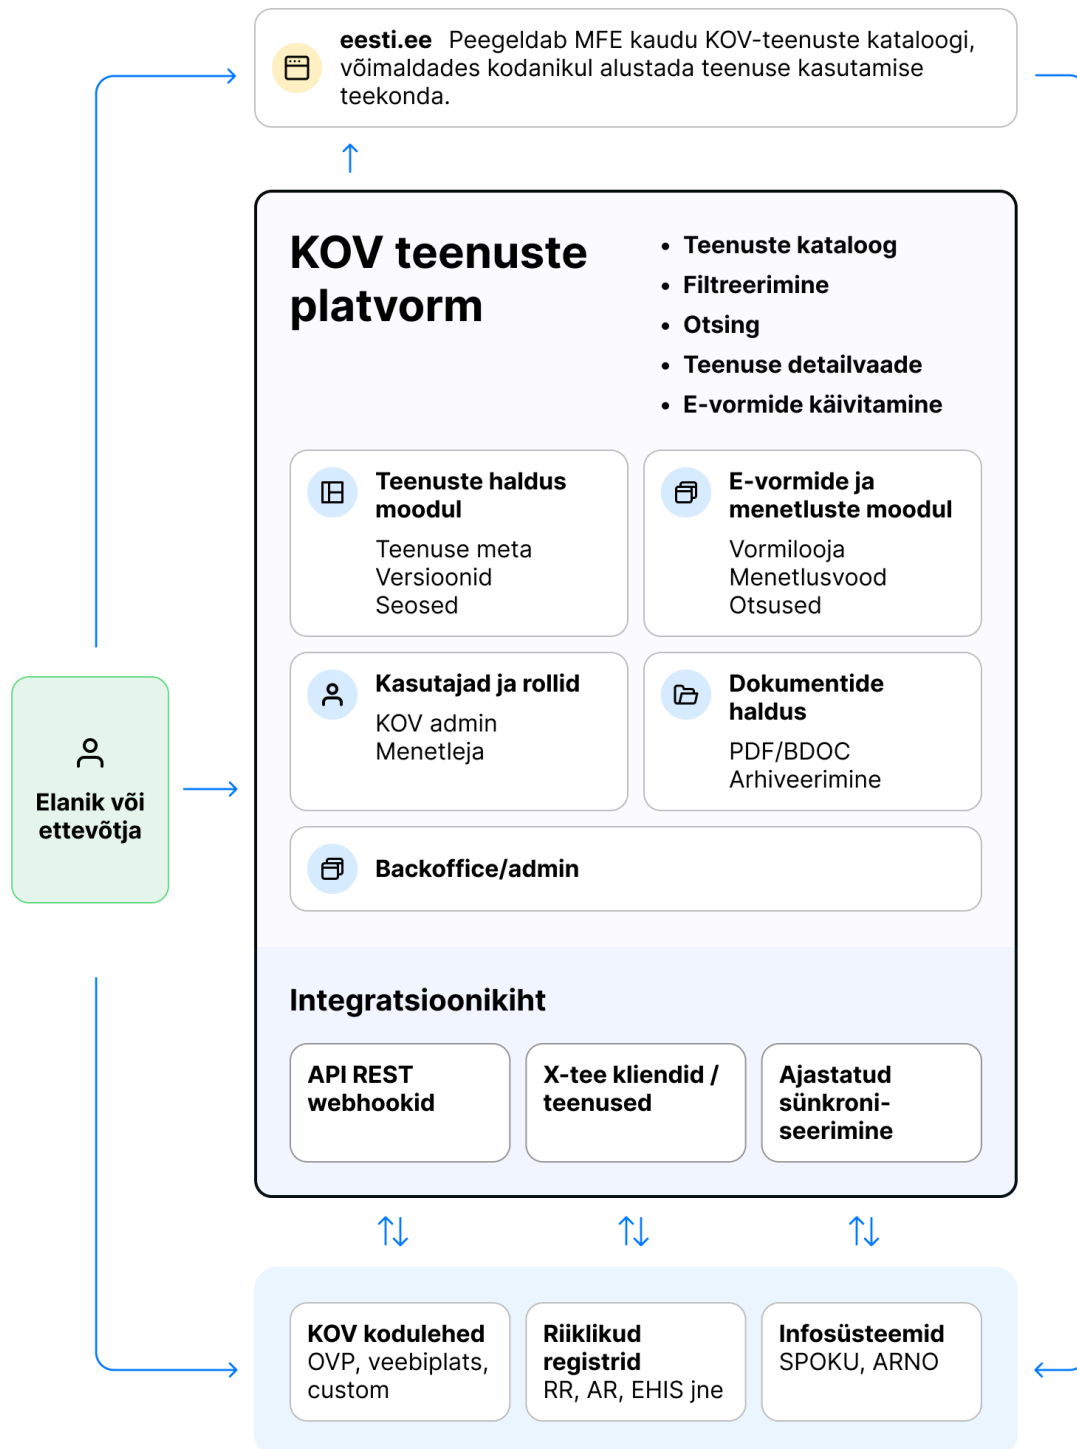 eesti.ee Peegeldab MFE kaudu KOV-teenuste kataloogi,
võimaldades kodanikul alustada teenuse kasutamise
teekonda.
KOV teenuste
platvorm
• Teenuste kataloog
• Filtreerimine
• Otsing
• Teenuse detailvaade
• E-vormide käivitamine
Teenuste haldus
moodul
Teenuse meta
Versioonid
Seosed
E-vormide ja
menetluste moodul
Vormilooja
Menetlusvood
Otsused
Kasutajad ja rollid
KOV admin
Menetleja
Dokumentide
haldus
PDF/BDOC
Arhiveerimine
Elanik või
ettevõtja
Backoffice/admin
Integratsioonikiht
API REST
webhookid
X-tee kliendid /
teenused
Ajastatud
sünkroni-
seerimine
KOV kodulehed
OVP, veebiplats,
custom
Riiklikud
registrid
RR, AR, EHIS jne
Infosüsteemid
SPOKU, ARNO